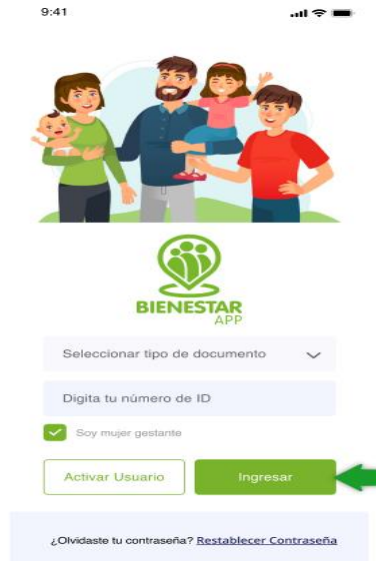 9:41
BIENESTAR
APP
Seleccionar tipo de documento
Digita tu número de ID
Soy mujer gestante
Activar Usuario
Ingresar
¿Olvidaste tu contraseña? Restablecer Contraseña